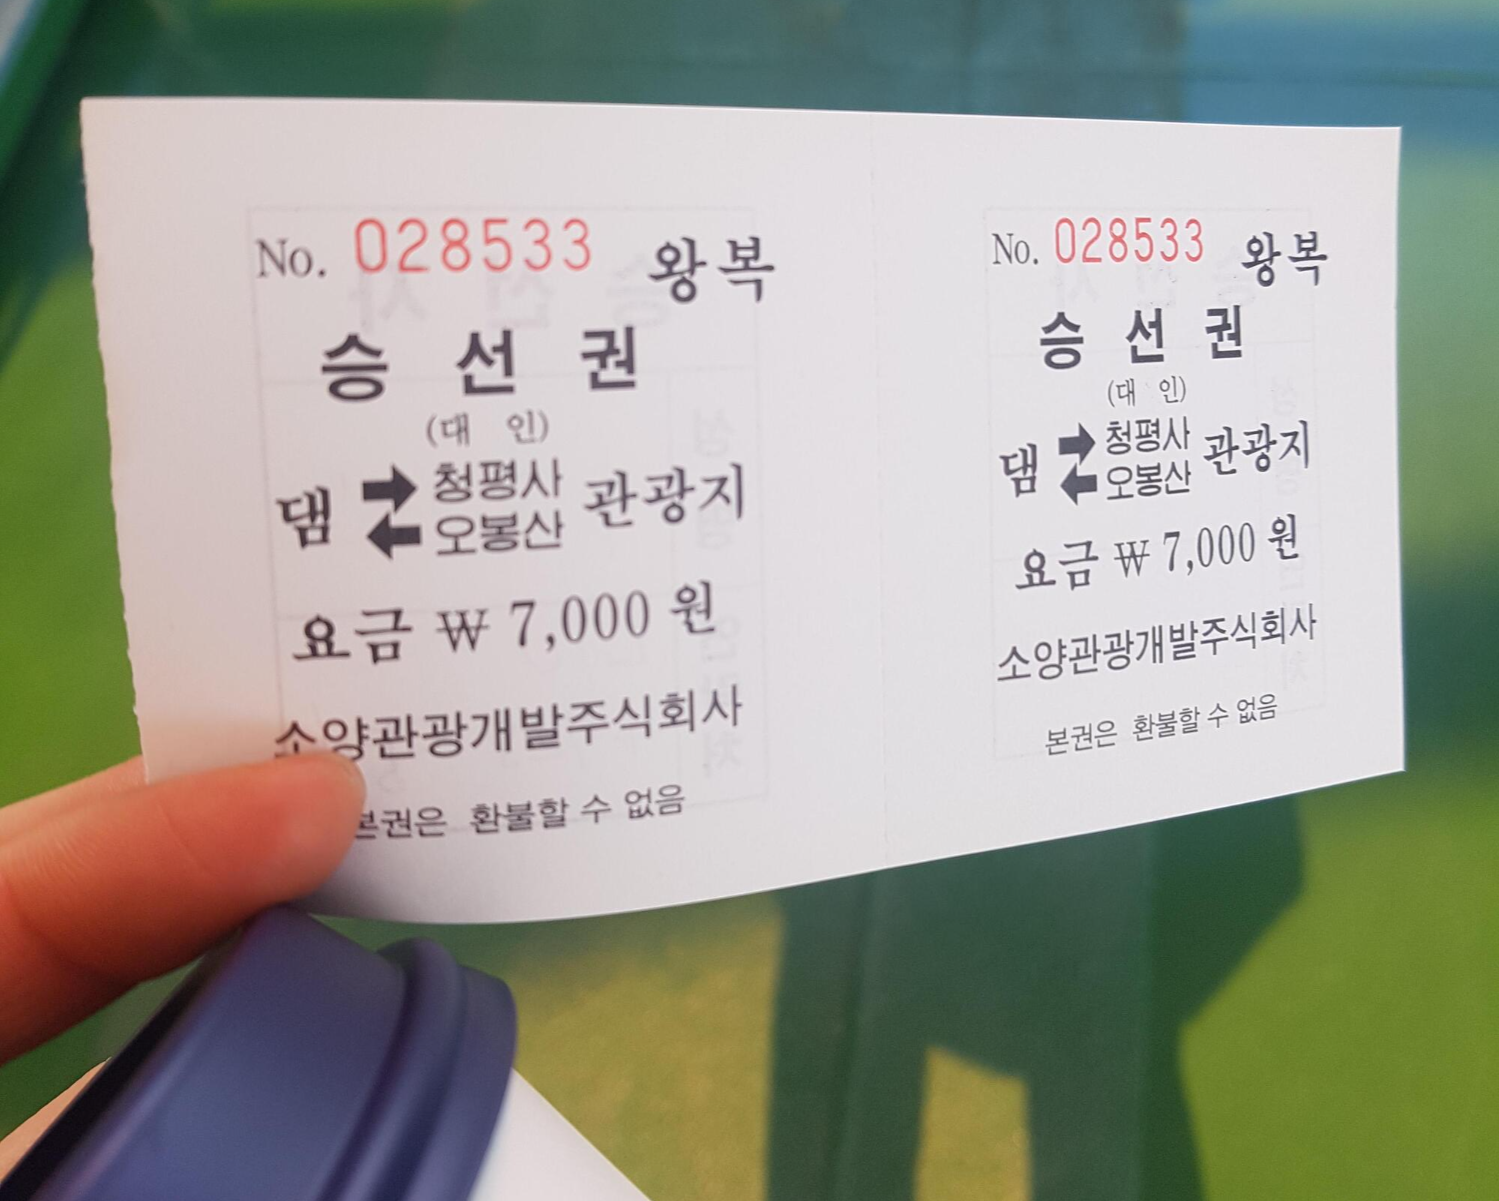 No. 028533 왕복
승 선 권
(대 인)
댐 청평사 오봉산 관광지
요금 ₩ 7,000 원
소양관광개발주식회사
본권은 환불할 수 없음
No. 028533 왕복
승 선 권
(대 인)
댐 청평사 오봉산 관광지
요금 ₩ 7,000 원
소양관광개발주식회사
본권은 환불할 수 없음